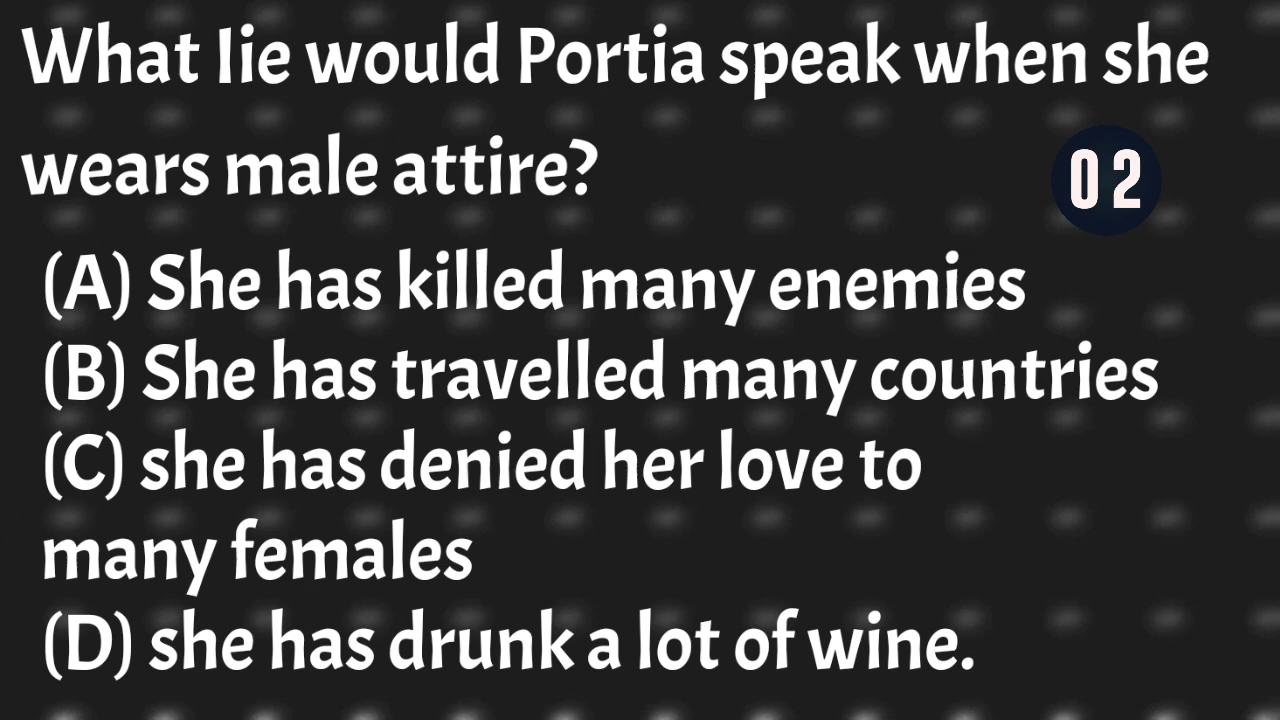 What Iie would Portia speak when she
wears male attire?
02
(A) She has killed many enemies
(B) She has travelled many countries
(C) she has denied her love to
many females
(D) she has drunk a lot of wine.